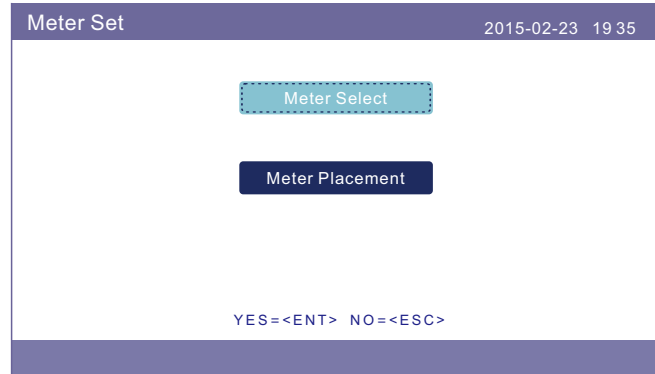 Meter Set
2015-02-23 19 35
Meter Select
Meter Placement
YES=<ENT> NO=<ESC>